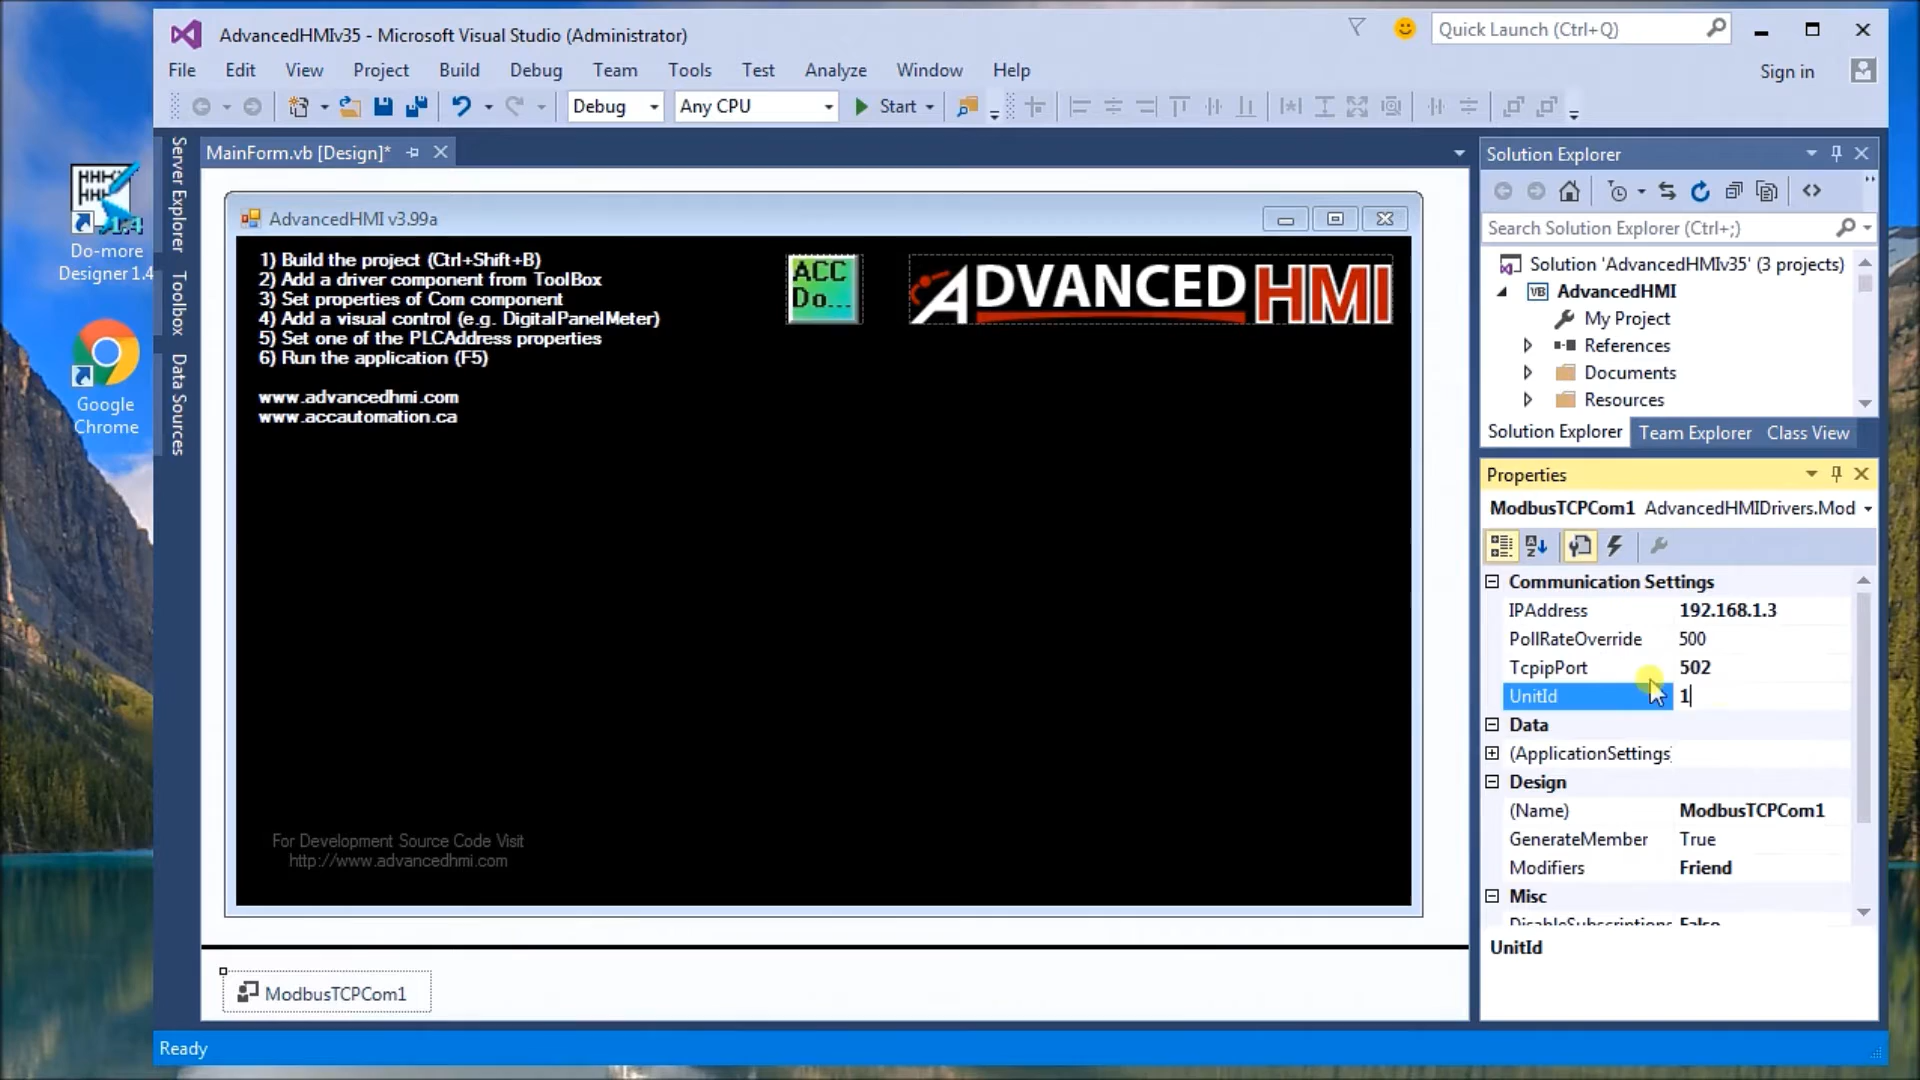 AdvancedHMIv35 - Microsoft Visual Studio (Administrator)
Quick Launch (Ctrl+Q)
File Edit View Project Build Debug Team Tools Test Analyze Window Help
Sign in
Debug Any CPU Start
Do-more
Designer 1.4
Google
Chrome
Server Explorer
Toolbox
Data Sources
MainForm.vb [Design]*
AdvancedHMI v3.99a
1) Build the project (Ctrl+Shift+B)
2) Add a driver component from ToolBox
3) Set properties of Com component
4) Add a visual control (e.g. DigitalPanelMeter)
5) Set one of the PLCAddress properties
6) Run the application (F5)
www.advancedhmi.com
www.accautomation.ca
ACC
Do...
ADVANCED HMI
For Development Source Code Visit
http://www.advancedhmi.com
ModbusTCPCom1
Ready
Solution Explorer
Search Solution Explorer (Ctrl+;)
Solution 'AdvancedHMIv35' (3 projects)
VB AdvancedHMI
My Project
References
Documents
Resources
Solution Explorer Team Explorer Class View
Properties
ModbusTCPCom1 AdvancedHMIDrivers.Mod
Communication Settings
IPAddress 192.168.1.3
PollRateOverride 500
TcpipPort 502
UnitId 1
Data
(ApplicationSettings)
Design
(Name) ModbusTCPCom1
GenerateMember True
Modifiers Friend
Misc
DisableSubscriptions False
UnitId